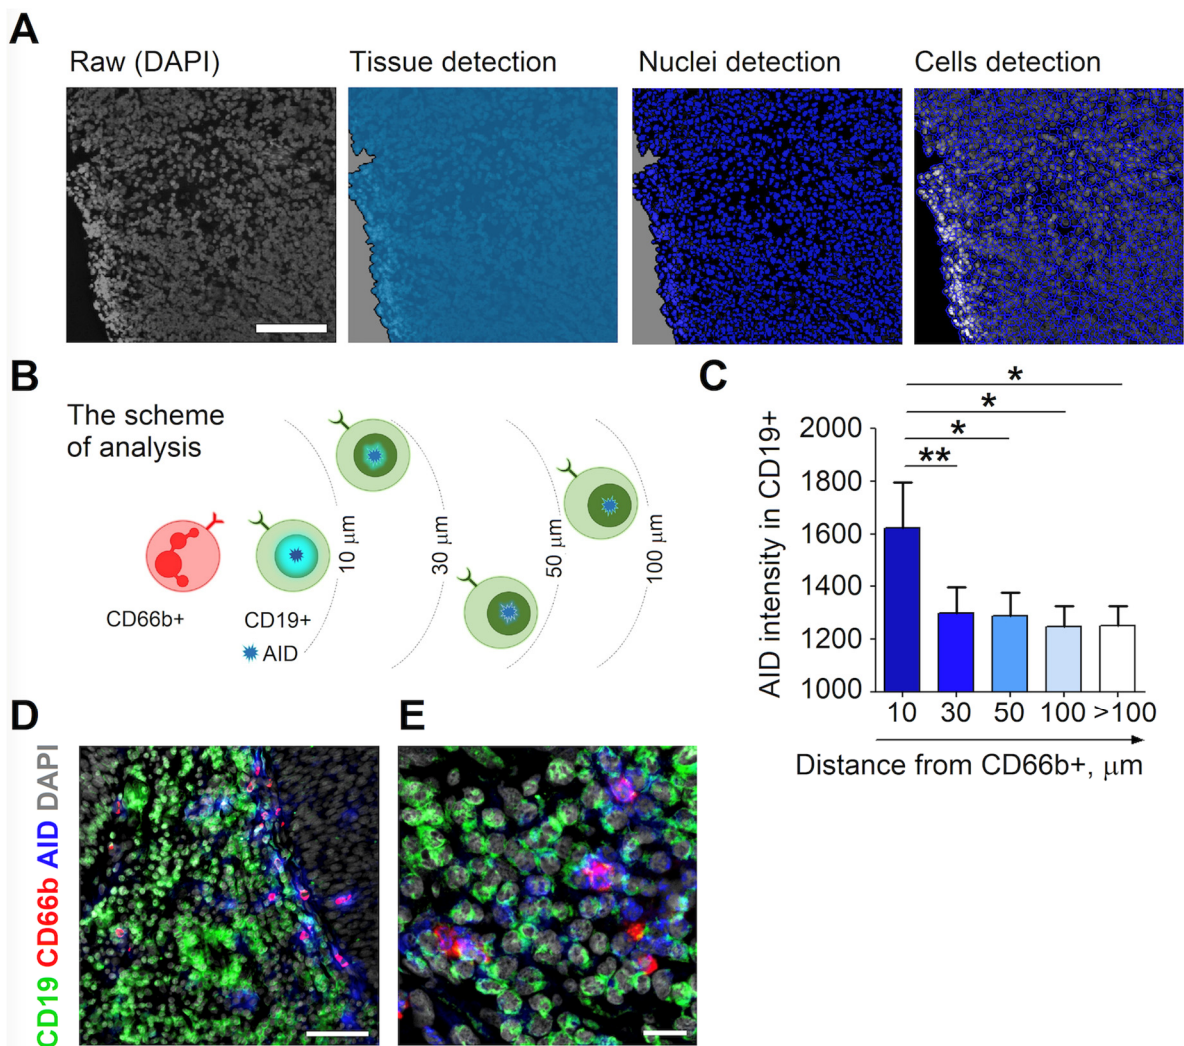 A
Raw (DAPI)
Tissue detection
Nuclei detection
Cells detection
B
The scheme
of analysis
10 μm
30 μm
50 μm
100 μm
CD66b+
CD19+
AID
C
*
*
*
**
AID intensity in CD19+
2000
1800
1600
1400
1200
1000
10 30 50 100 >100
Distance from CD66b+, μm
D
E
CD19 CD66b AID DAPI